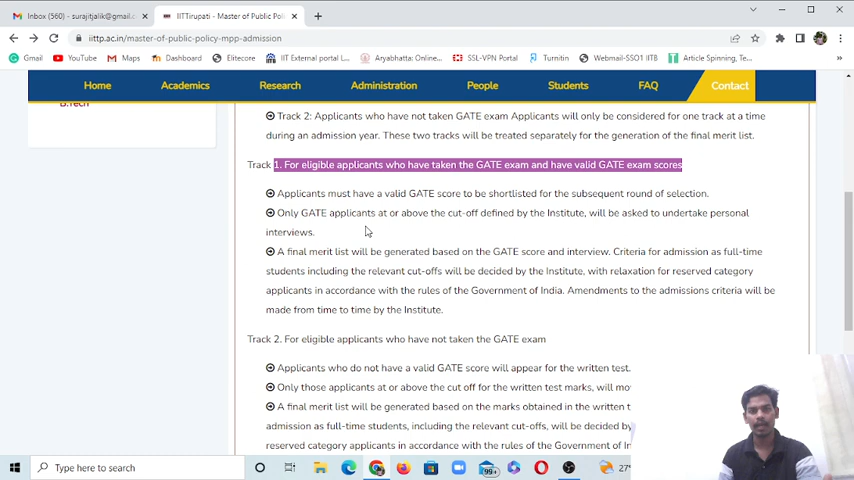 Inbox (560) - surajitjalik@gmail.c
IITTirupati - Master of Public Poli
iittp.ac.in/master-of-public-policy-mpp-admission
Gmail YouTube Maps Dashboard Elitecore IIT External portal L... Aryabhatta: Online... SSL-VPN Portal Turnitin Webmail-SSO1 IITB Article Spinning, Te...
Home Academics Research Administration People Students FAQ Contact
B.Tech
Track 2: Applicants who have not taken GATE exam Applicants will only be considered for one track at a time
during an admission year. These two tracks will be treated separately for the generation of the final merit list.
Track 1. For eligible applicants who have taken the GATE exam and have valid GATE exam scores
Applicants must have a valid GATE score to be shortlisted for the subsequent round of selection.
Only GATE applicants at or above the cut-off defined by the Institute, will be asked to undertake personal
interviews.
A final merit list will be generated based on the GATE score and interview. Criteria for admission as full-time
students including the relevant cut-offs will be decided by the Institute, with relaxation for reserved category
applicants in accordance with the rules of the Government of India. Amendments to the admissions criteria will be
made from time to time by the Institute.
Track 2. For eligible applicants who have not taken the GATE exam
Applicants who do not have a valid GATE score will appear for the written test.
Only those applicants at or above the cut off for the written test marks, will
A final merit list will be generated based on the marks obtained in the written
admission as full-time students, including the relevant cut-offs, will be decided by
reserved category applicants in accordance with the rules of the Government of
Type here to search
99+
27°